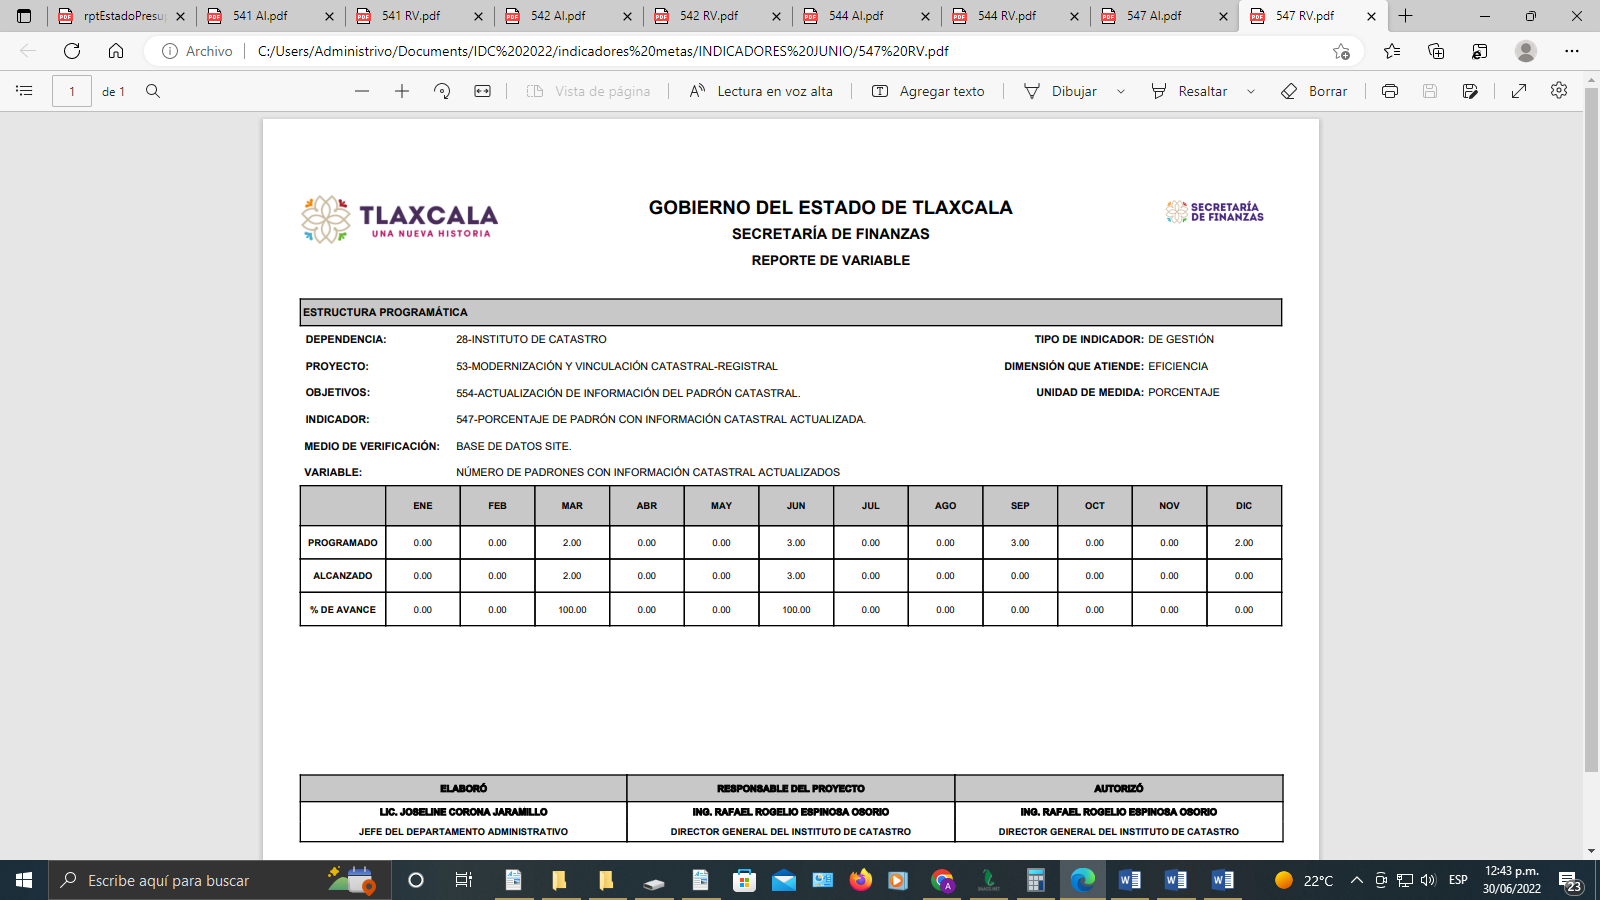 rptEstadoPresu
541 AI.pdf
541 RV.pdf
542 AI.pdf
542 RV.pdf
544 AI.pdf
544 RV.pdf
547 AI.pdf
547 RV.pdf
Archivo
C:/Users/Administrivo/Documents/IDC%202022/indicadores%20metas/INDICADORES%20JUNIO/547%20RV.pdf
1 de 1
Vista de página
Lectura en voz alta
Agregar texto
Dibujar
Resaltar
Borrar
TLAXCALA
UNA NUEVA HISTORIA
GOBIERNO DEL ESTADO DE TLAXCALA
SECRETARÍA DE FINANZAS
REPORTE DE VARIABLE
SECRETARÍA
DE FINANZAS
ESTRUCTURA PROGRAMÁTICA
DEPENDENCIA: 28-INSTITUTO DE CATASTRO TIPO DE INDICADOR: DE GESTIÓN
PROYECTO: 53-MODERNIZACIÓN Y VINCULACIÓN CATASTRAL-REGISTRAL DIMENSIÓN QUE ATIENDE: EFICIENCIA
OBJETIVOS: 554-ACTUALIZACIÓN DE INFORMACIÓN DEL PADRÓN CATASTRAL. UNIDAD DE MEDIDA: PORCENTAJE
INDICADOR: 547-PORCENTAJE DE PADRÓN CON INFORMACIÓN CATASTRAL ACTUALIZADA.
MEDIO DE VERIFICACIÓN: BASE DE DATOS SITE.
VARIABLE: NÚMERO DE PADRONES CON INFORMACIÓN CATASTRAL ACTUALIZADOS
ENE FEB MAR ABR MAY JUN JUL AGO SEP OCT NOV DIC
PROGRAMADO 0.00 0.00 2.00 0.00 0.00 3.00 0.00 0.00 3.00 0.00 0.00 2.00
ALCANZADO 0.00 0.00 2.00 0.00 0.00 3.00 0.00 0.00 0.00 0.00 0.00 0.00
% DE AVANCE 0.00 0.00 100.00 0.00 0.00 100.00 0.00 0.00 0.00 0.00 0.00 0.00
ELABORÓ RESPONSABLE DEL PROYECTO AUTORIZÓ
LIC. JOSELINE CORONA JARAMILLO ING. RAFAEL ROGELIO ESPINOSA OSORIO ING. RAFAEL ROGELIO ESPINOSA OSORIO
JEFE DEL DEPARTAMENTO ADMINISTRATIVO DIRECTOR GENERAL DEL INSTITUTO DE CATASTRO DIRECTOR GENERAL DEL INSTITUTO DE CATASTRO
Escribe aquí para buscar
22°C
ESP
12:43 p.m.
30/06/2022
23